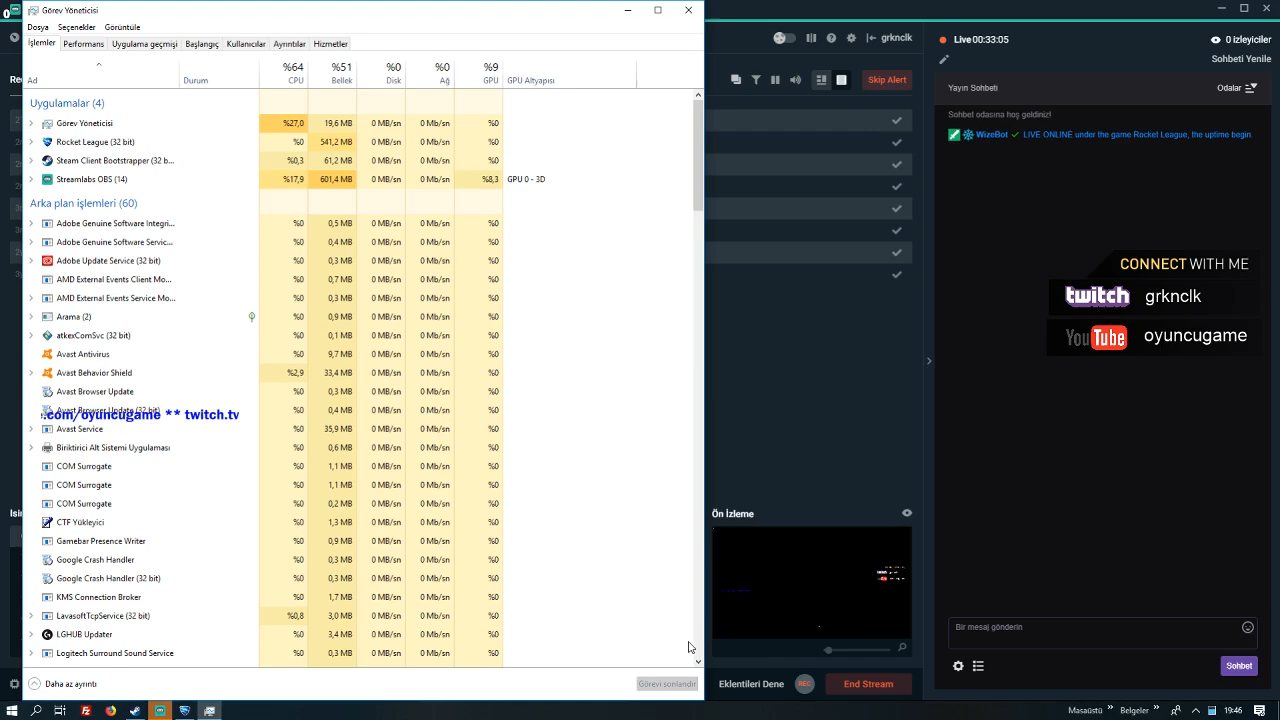 Görev Yöneticisi
Dosya Seçenekler Görüntüle
İşlemler Performans Uygulama geçmişi Başlangıç Kullanıcılar Ayrıntılar Hizmetler
%64 %51 %0 %0 %9
Ad Durum CPU Bellek Disk Ağ GPU GPU Altyapısı
Uygulamalar (4)
Görev Yöneticisi %27,0 19,6 MB 0 MB/sn 0 Mb/sn %0
Rocket League (32 bit) %0 541,2 MB 0 MB/sn 0 Mb/sn %0
Steam Client Bootstrapper (32 b... %0,3 61,2 MB 0 MB/sn 0 Mb/sn %0
Streamlabs OBS (14) %17,9 601,4 MB 0 MB/sn 0 Mb/sn %8,3 GPU 0 - 3D
Arka plan işlemleri (60)
Adobe Genuine Software Integri... %0 0,5 MB 0 MB/sn 0 Mb/sn %0
Adobe Genuine Software Servic... %0 0,4 MB 0 MB/sn 0 Mb/sn %0
Adobe Update Service (32 bit) %0 0,3 MB 0 MB/sn 0 Mb/sn %0
AMD External Events Client Mo... %0 0,7 MB 0 MB/sn 0 Mb/sn %0
AMD External Events Service Mo... %0 0,3 MB 0 MB/sn 0 Mb/sn %0
Arama (2) %0 0,9 MB 0 MB/sn 0 Mb/sn %0
atkexComSvc (32 bit) %0 0,1 MB 0 MB/sn 0 Mb/sn %0
Avast Antivirus %0 9,7 MB 0 MB/sn 0 Mb/sn %0
Avast Behavior Shield %2,9 33,4 MB 0 MB/sn 0 Mb/sn %0
Avast Browser Update %0 0,3 MB 0 MB/sn 0 Mb/sn %0
Avast Browser Update (32 bit) %0 0,4 MB 0 MB/sn 0 Mb/sn %0
.com/oyuncugame ** twitch.tv
Avast Service %0 35,9 MB 0 MB/sn 0 Mb/sn %0
Biriktirici Alt Sistemi Uygulaması %0 0,6 MB 0 MB/sn 0 Mb/sn %0
COM Surrogate %0 1,1 MB 0 MB/sn 0 Mb/sn %0
COM Surrogate %0 1,1 MB 0 MB/sn 0 Mb/sn %0
COM Surrogate %0 0,2 MB 0 MB/sn 0 Mb/sn %0
CTF Yükleyici %0 1,3 MB 0 MB/sn 0 Mb/sn %0
Gamebar Presence Writer %0 0,9 MB 0 MB/sn 0 Mb/sn %0
Google Crash Handler %0 0,3 MB 0 MB/sn 0 Mb/sn %0
Google Crash Handler (32 bit) %0 0,3 MB 0 MB/sn 0 Mb/sn %0
KMS Connection Broker %0 1,7 MB 0 MB/sn 0 Mb/sn %0
LavasoftTcpService (32 bit) %0,8 3,0 MB 0 MB/sn 0 Mb/sn %0
LGHUB Updater %0 3,4 MB 0 MB/sn 0 Mb/sn %0
Logitech Surround Sound Service %0 0,3 MB 0 MB/sn 0 Mb/sn %0
Daha az ayrıntı Görevi sonlandır
grknclk
Skip Alert
Ön İzleme
Eklentileri Dene REC End Stream
Live 00:33:05 0 izleyiciler
Sohbeti Yenile
Yayın Sohbeti Odalar
Sohbet odasına hoş geldiniz!
WizeBot ✓ LIVE ONLINE under the game Rocket League, the uptime begin.
CONNECT WITH ME
twitch grknclk
YouTube oyuncugame
Bir mesaj gönderin
Sohbet
Masaüstü » Belgeler » 19:46